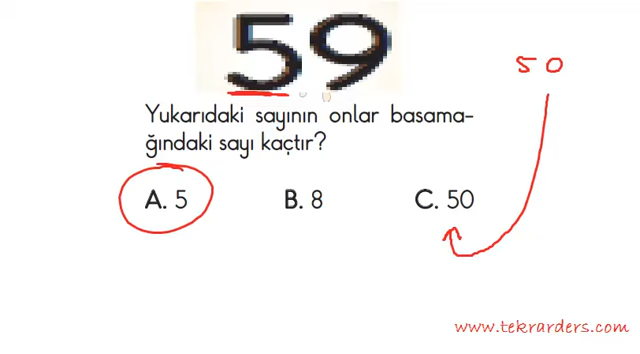 59
50
Yukarıdaki sayının onlar basama-
ğındaki sayı kaçtır?
A. 5 B. 8 C. 50
www.tekrarders.com